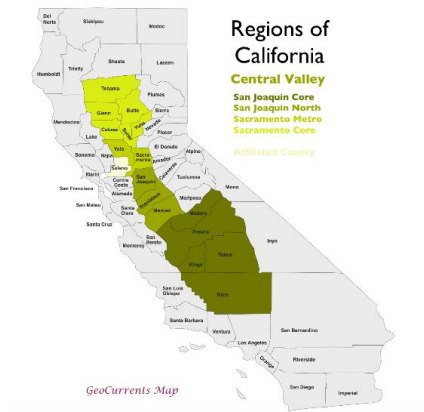 Regions of
California
Central Valley
San Joaquin Core
San Joaquin North
Sacramento Metro
Sacramento Core
Affiliated County
Del
Norte
Siskiyou
Modoc
Humboldt
Trinity
Shasta
Lassen
Tehama
Plumas
Mendocino
Glenn
Butte
Sierra
Colusa
Yuba
Nevada
Lake
Placer
Sonoma
Napa
Yolo
Sacra-
mento
El Dorado
Alpine
Amador
Marin
Solano
Calaveras
San Francisco
Contra
Costa
San
Joaquin
Tuolumne
Mono
Alameda
San Mateo
Santa
Clara
Stanislaus
Mariposa
Santa Cruz
Merced
Madera
San
Benito
Monterey
Fresno
Inyo
Kings
Tulare
San Luis
Obispo
Kern
Santa Barbara
Ventura
Los Angeles
San Bernardino
Orange
Riverside
San Diego
Imperial
GeoCurrents Map